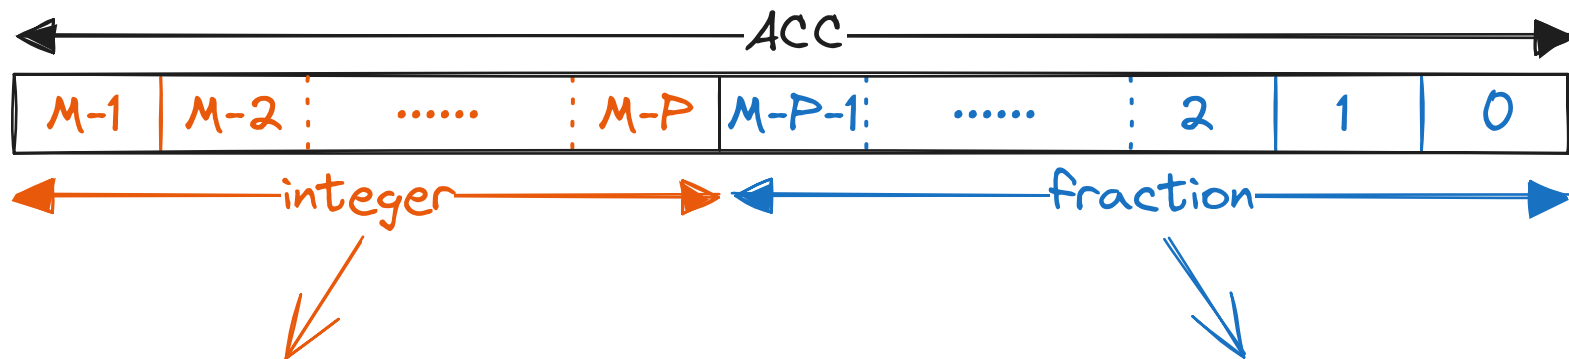 ACC
M-1 M-2 ...... M-P M-P-1 ...... 2 1 0
integer fraction